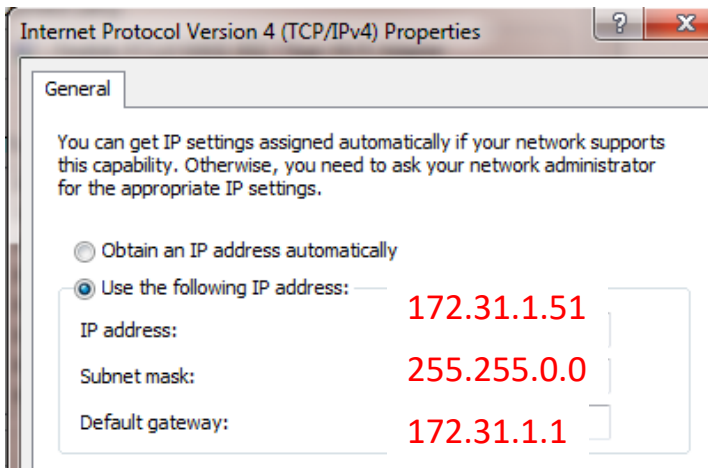 Internet Protocol Version 4 (TCP/IPv4) Properties
?
X
General
You can get IP settings assigned automatically if your network supports
this capability. Otherwise, you need to ask your network administrator
for the appropriate IP settings.
Obtain an IP address automatically
Use the following IP address:
IP address: 172.31.1.51
Subnet mask: 255.255.0.0
Default gateway: 172.31.1.1